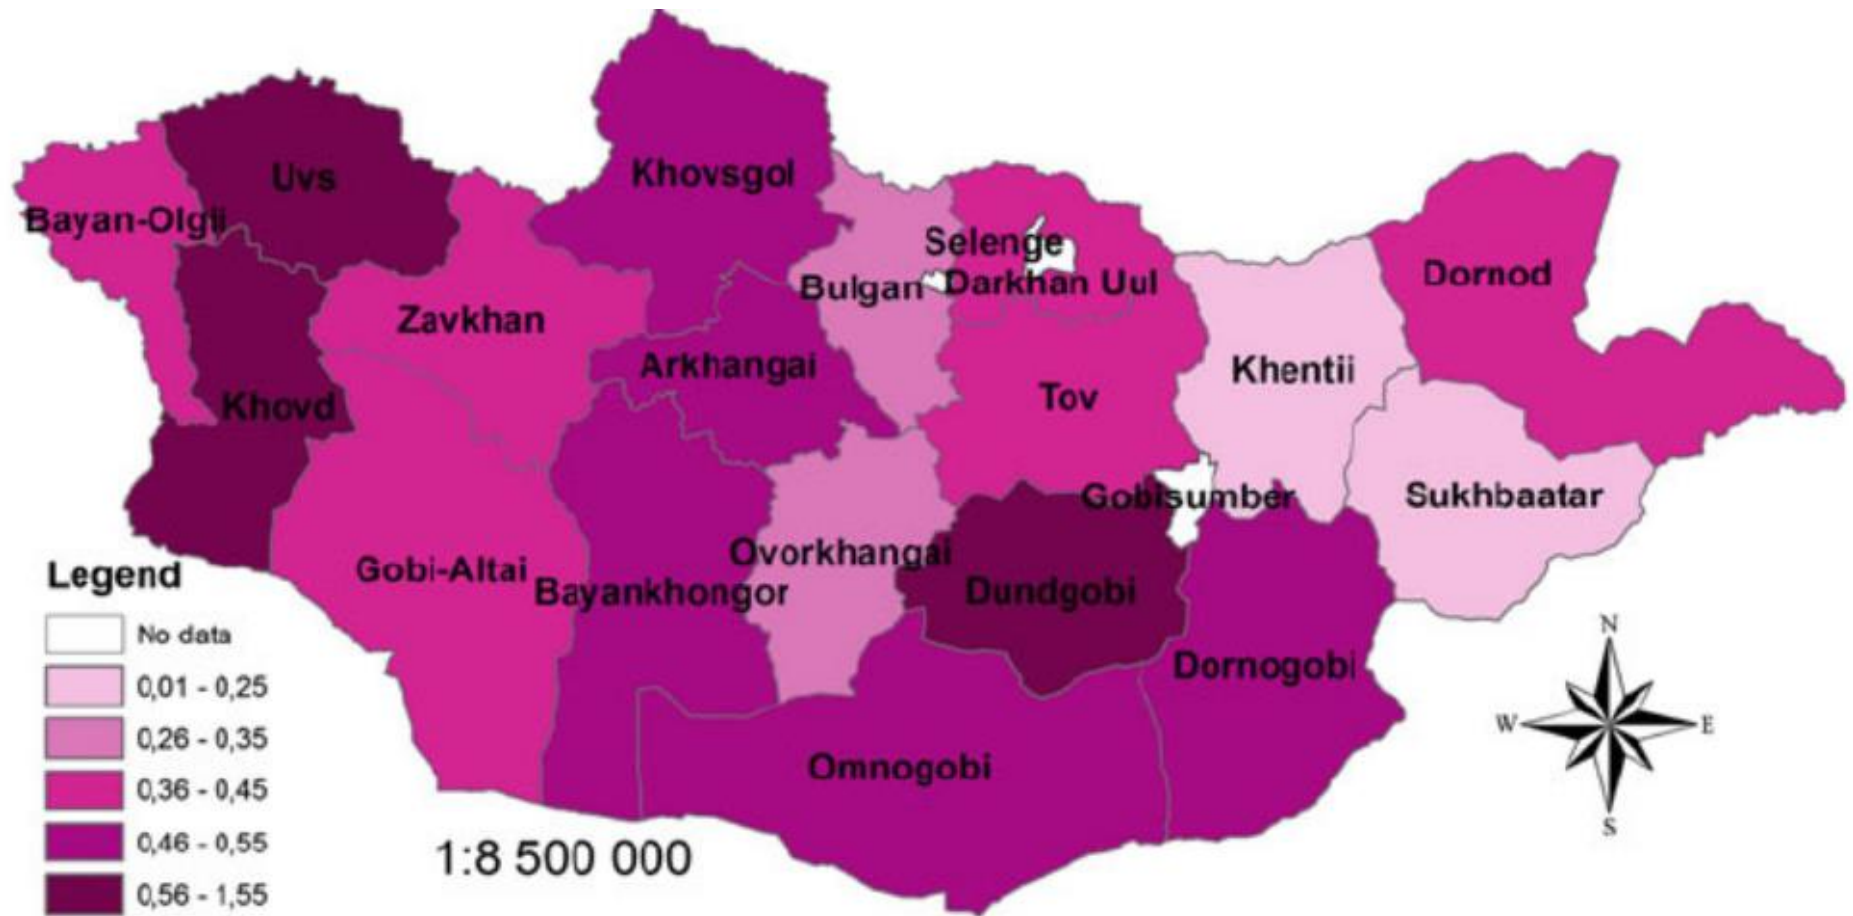 Uvs
Khovsgol
Bayan-Olgii
Selenge
Darkhan Uul
Bulgan
Dornod
Zavkhan
Arkhangai
Khentii
Tov
Khovd
Gobisumber
Sukhbaatar
Ovorkhangai
Gobi-Altai
Bayankhongor
Dundgobi
Dornogobi
Omnogobi
Legend
No data
0,01 - 0,25
0,26 - 0,35
0,36 - 0,45
0,46 - 0,55
0,56 - 1,55
1:8 500 000
N
W
E
S